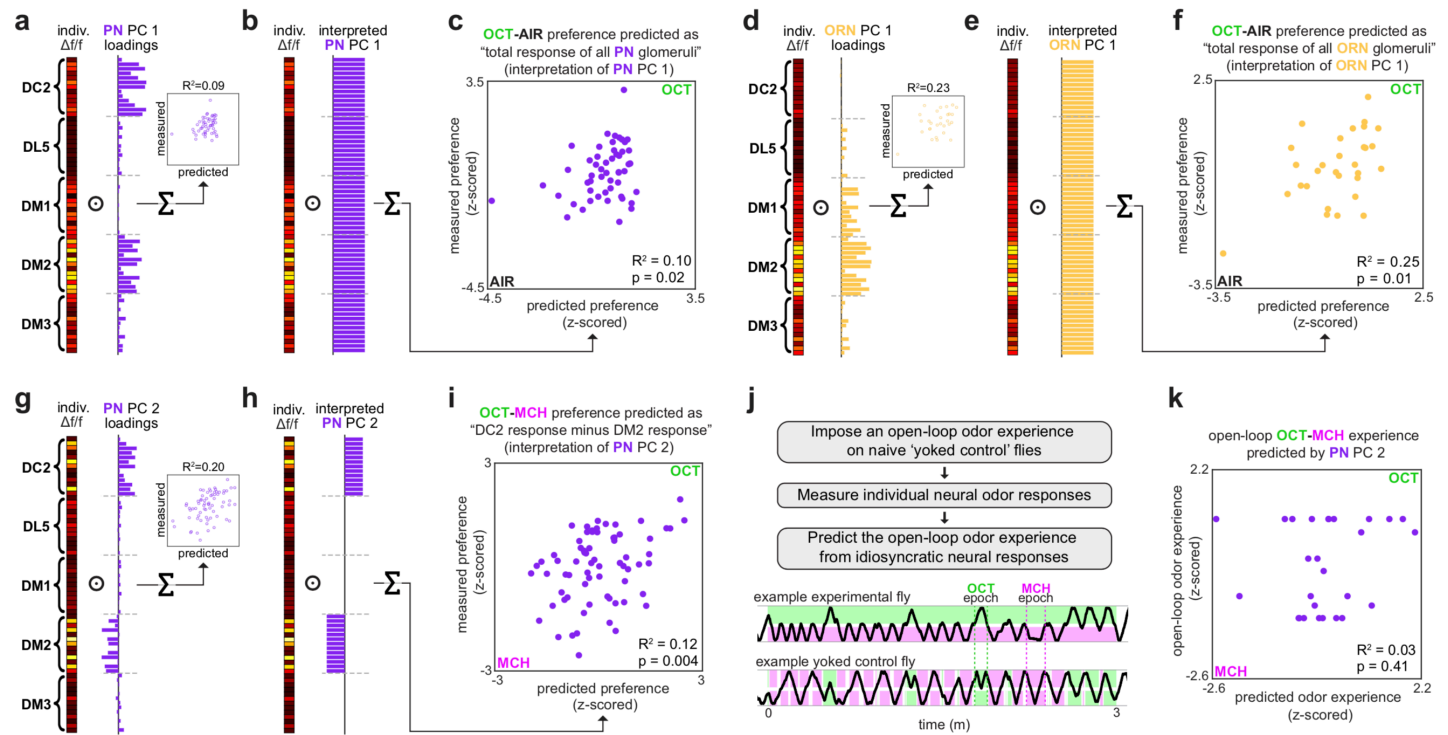 a
indiv.
Δf/f
PN PC 1
loadings
DC2
DL5
DM1
DM2
DM3
⊙
Σ
R²=0.09
measured
predicted
b
indiv.
Δf/f
interpreted
PN PC 1
⊙
Σ
c
OCT-AIR preference predicted as
“total response of all PN glomeruli”
(interpretation of PN PC 1)
3.5
OCT
measured preference
(z-scored)
R² = 0.10
p = 0.02
AIR
-4.5
-4.5
3.5
predicted preference
(z-scored)
d
indiv.
Δf/f
ORN PC 1
loadings
DC2
DL5
DM1
DM2
DM3
⊙
Σ
R²=0.23
measured
predicted
e
indiv.
Δf/f
interpreted
ORN PC 1
⊙
Σ
f
OCT-AIR preference predicted as
“total response of all ORN glomeruli”
(interpretation of ORN PC 1)
2.5
OCT
measured preference
(z-scored)
R² = 0.25
p = 0.01
AIR
-3.5
-3.5
2.5
predicted preference
(z-scored)
g
indiv.
Δf/f
PN PC 2
loadings
DC2
DL5
DM1
DM2
DM3
⊙
Σ
R²=0.20
measured
predicted
h
indiv.
Δf/f
interpreted
PN PC 2
⊙
Σ
i
OCT-MCH preference predicted as
“DC2 response minus DM2 response”
(interpretation of PN PC 2)
3
OCT
measured preference
(z-scored)
R² = 0.12
p = 0.004
MCH
-3
-3
3
predicted preference
(z-scored)
j
Impose an open-loop odor experience
on naive ‘yoked control’ flies
Measure individual neural odor responses
Predict the open-loop odor experience
from idiosyncratic neural responses
OCT
epoch
MCH
epoch
example experimental fly
example yoked control fly
0
3
time (m)
k
open-loop OCT-MCH experience
predicted by PN PC 2
2.2
OCT
open-loop odor experience
(z-scored)
R² = 0.03
p = 0.41
MCH
-2.6
-2.6
2.2
predicted odor experience
(z-scored)